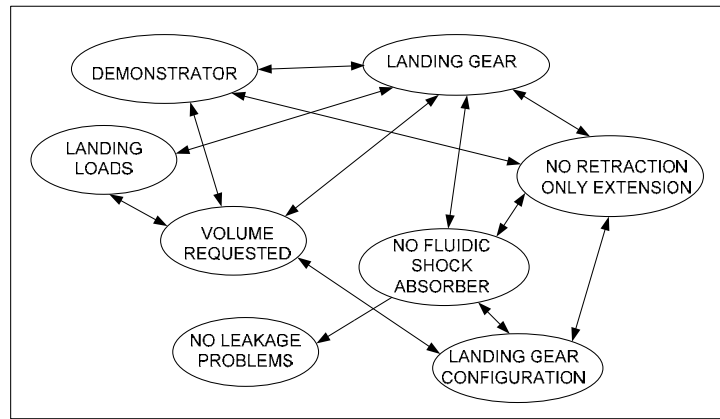 DEMONSTRATOR
LANDING GEAR
LANDING
LOADS
NO RETRACTION
ONLY EXTENSION
VOLUME
REQUESTED
NO FLUIDIC
SHOCK
ABSORBER
NO LEAKAGE
PROBLEMS
LANDING GEAR
CONFIGURATION